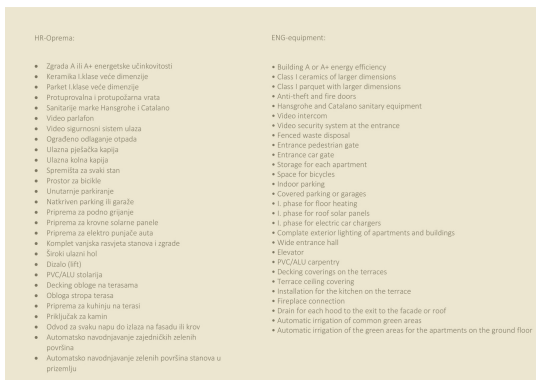 HR-Oprema:
• Zgrada A ili A+ energetske učinkovitosti
• Keramika I.klase veće dimenzije
• Parket I.klase veće dimenzije
• Protuprovalna i protupožarna vrata
• Sanitarije marke Hansgrohe i Catalano
• Video parlafon
• Video sigurnosni sistem ulaza
• Ograđeno odlaganje otpada
• Ulazna pješačka kapija
• Ulazna kolna kapija
• Spremišta za svaki stan
• Prostor za bicikle
• Unutarnje parkiranje
• Natkriven parking ili garaže
• Priprema za podno grijanje
• Priprema za krovne solarne panele
• Priprema za elektro punjače auta
• Komplet vanjska rasvjeta stanova i zgrade
• Široki ulazni hol
• Dizalo (lift)
• PVC/ALU stolarija
• Decking obloge na terasama
• Obloga stropa terasa
• Priprema za kuhinju na terasi
• Priključak za kamin
• Odvod za svaku napu do izlaza na fasadu ili krov
• Automatsko navodnjavanje zajedničkih zelenih
površina
• Automatsko navodnjavanje zelenih površina stanova u
prizemlju
ENG-equipment:
• Building A or A+ energy efficiency
• Class I ceramics of larger dimensions
• Class I parquet with larger dimensions
• Anti-theft and fire doors
• Hansgrohe and Catalano sanitary equipment
• Video intercom
• Video security system at the entrance
• Fenced waste disposal
• Entrance pedestrian gate
• Entrance car gate
• Storage for each apartment
• Space for bicycles
• Indoor parking
• Covered parking or garages
• I. phase for floor heating
• I. phase for roof solar panels
• I. phase for electric car chargers
• Complate exterior lighting of apartments and buildings
• Wide entrance hall
• Elevator
• PVC/ALU carpentry
• Decking coverings on the terraces
• Terrace ceiling covering
• Installation for the kitchen on the terrace
• Fireplace connection
• Drain for each hood to the exit to the facade or roof
• Automatic irrigation of common green areas
• Automatic irrigation of the green areas for the apartments on the ground floor